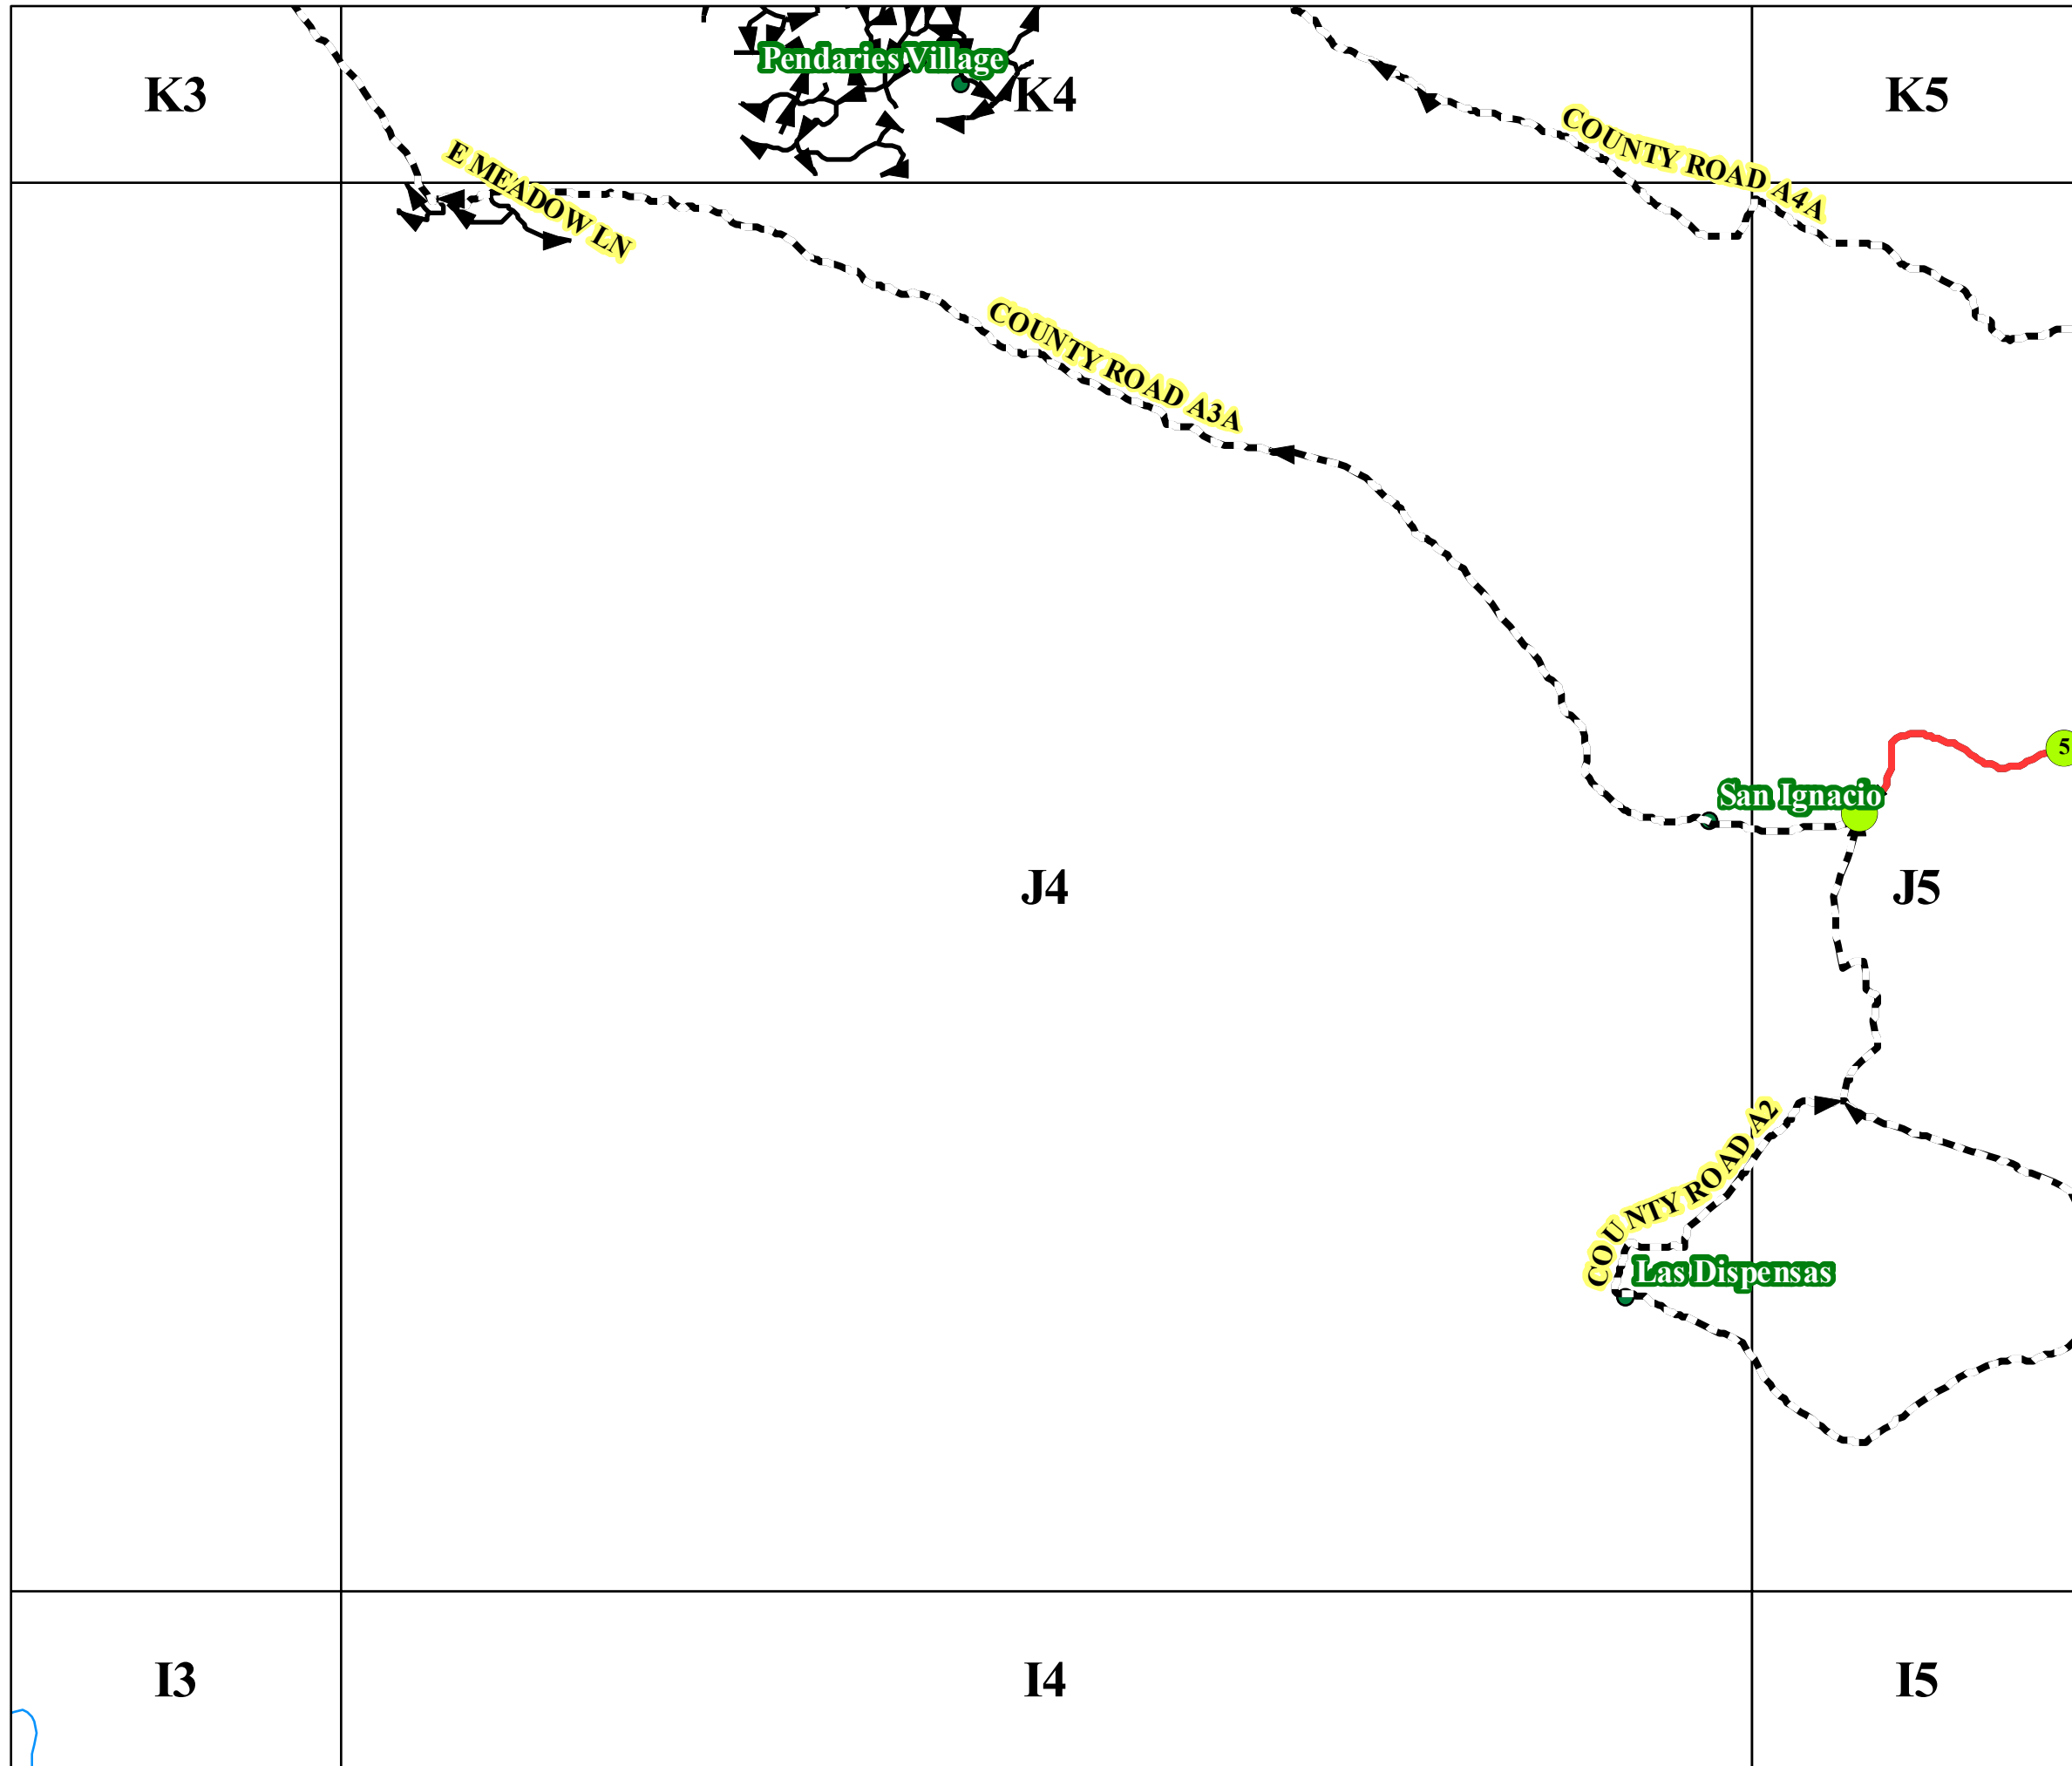 Pendaries Village
K3
K4
K5
COUNTY ROAD A4A
E MEADOW LN
COUNTY ROAD A3A
5
San Ignacio
J4
J5
COUNTY ROAD A2
Las Dispensas
I3
I4
I5